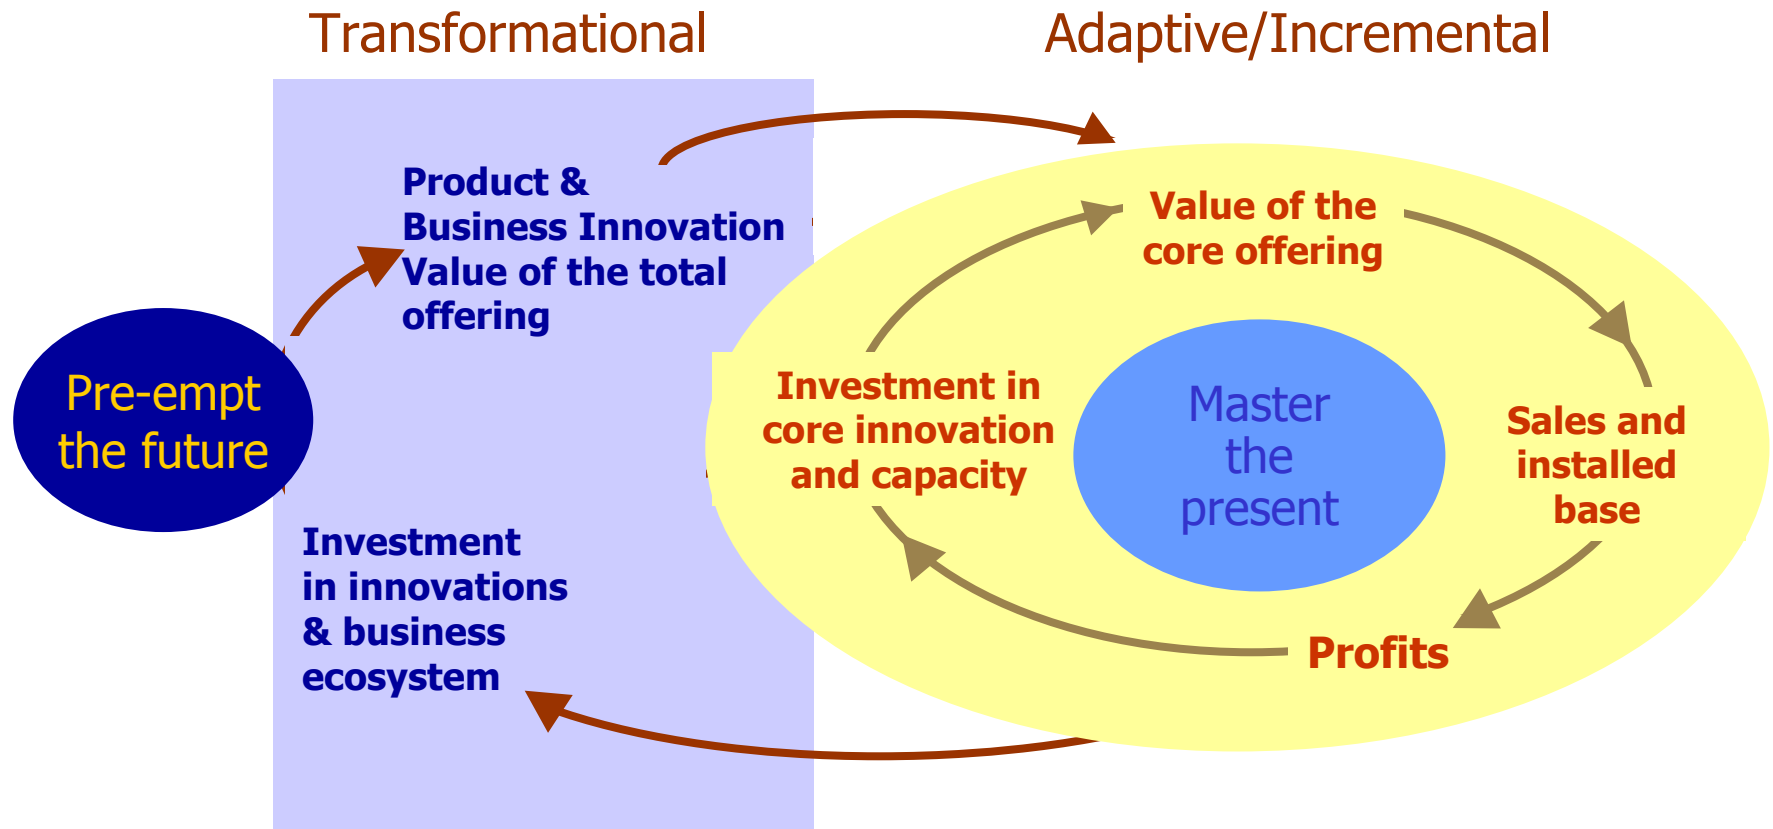 Transformational
Adaptive/Incremental
Product &
Business Innovation
Value of the total
offering
Pre-empt
the future
Investment
in innovations
& business
ecosystem
Value of the
core offering
Investment in
core innovation
and capacity
Master
the
present
Sales and
installed
base
Profits